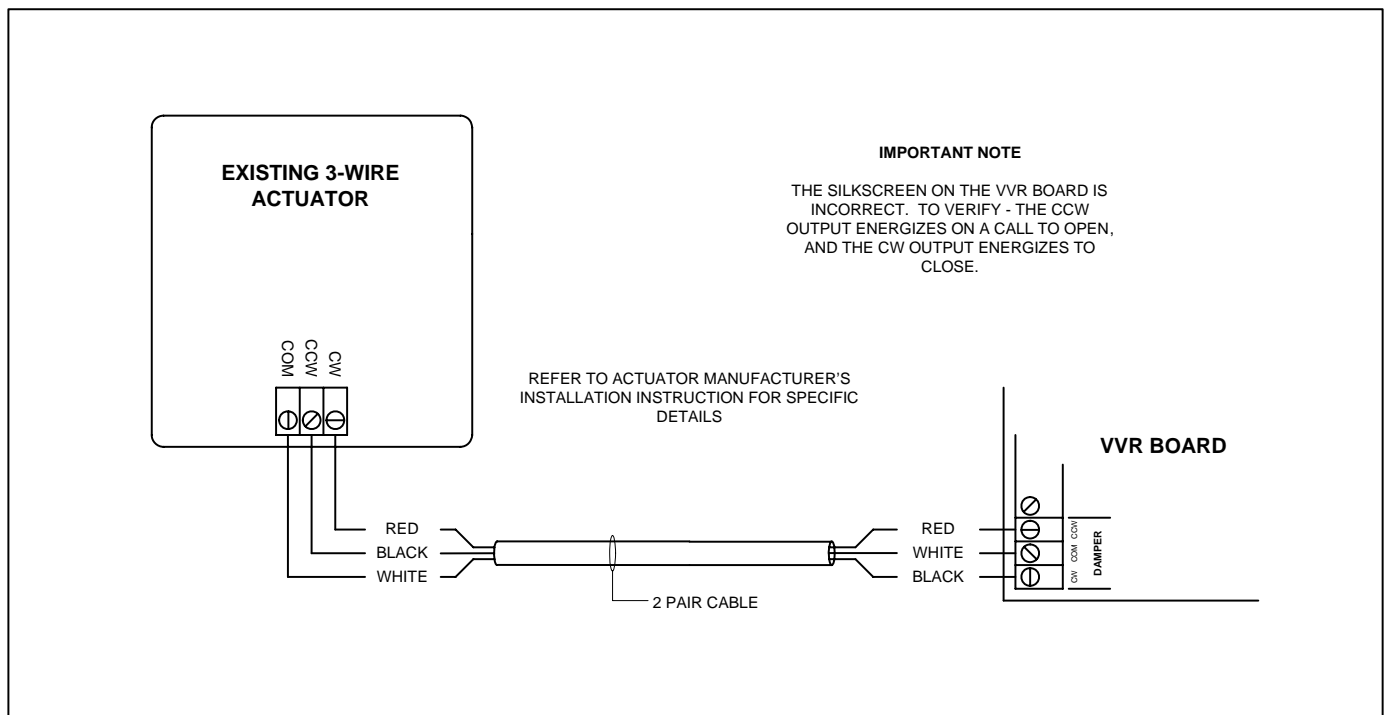 EXISTING 3-WIRE
ACTUATOR
COM
CCW
CW
IMPORTANT NOTE
THE SILKSCREEN ON THE VVR BOARD IS
INCORRECT. TO VERIFY - THE CCW
OUTPUT ENERGIZES ON A CALL TO OPEN,
AND THE CW OUTPUT ENERGIZES TO
CLOSE.
REFER TO ACTUATOR MANUFACTURER'S
INSTALLATION INSTRUCTION FOR SPECIFIC
DETAILS
RED
BLACK
WHITE
2 PAIR CABLE
RED
WHITE
BLACK
VVR BOARD
CW COM CCW
DAMPER